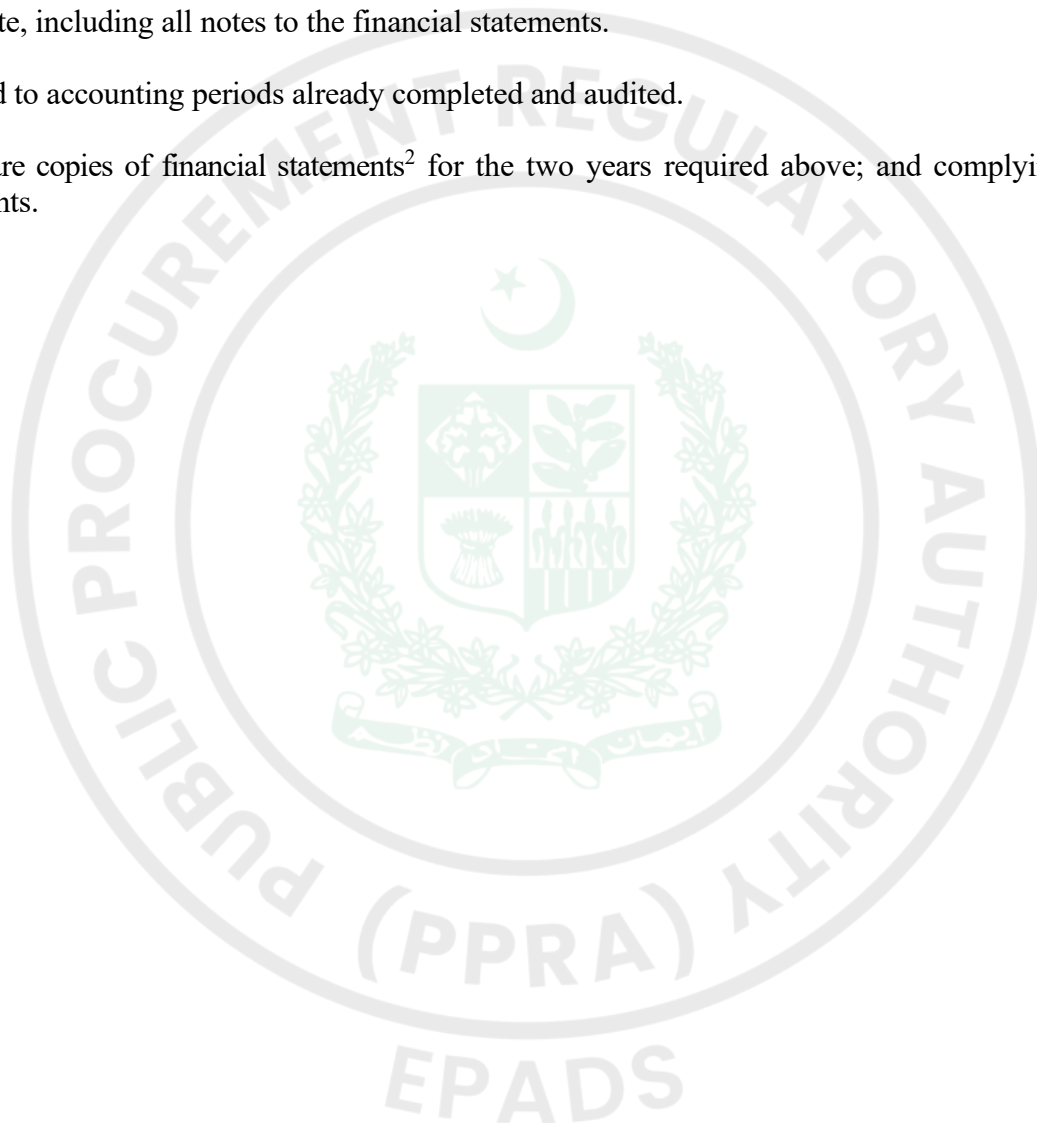 te, including all notes to the financial statements.
d to accounting periods already completed and audited.
re copies of financial statements² for the two years required above; and complyi
nts.
PUBLIC PROCUREMENT REGULATORY AUTHORITY
(PPRA)
EPADS